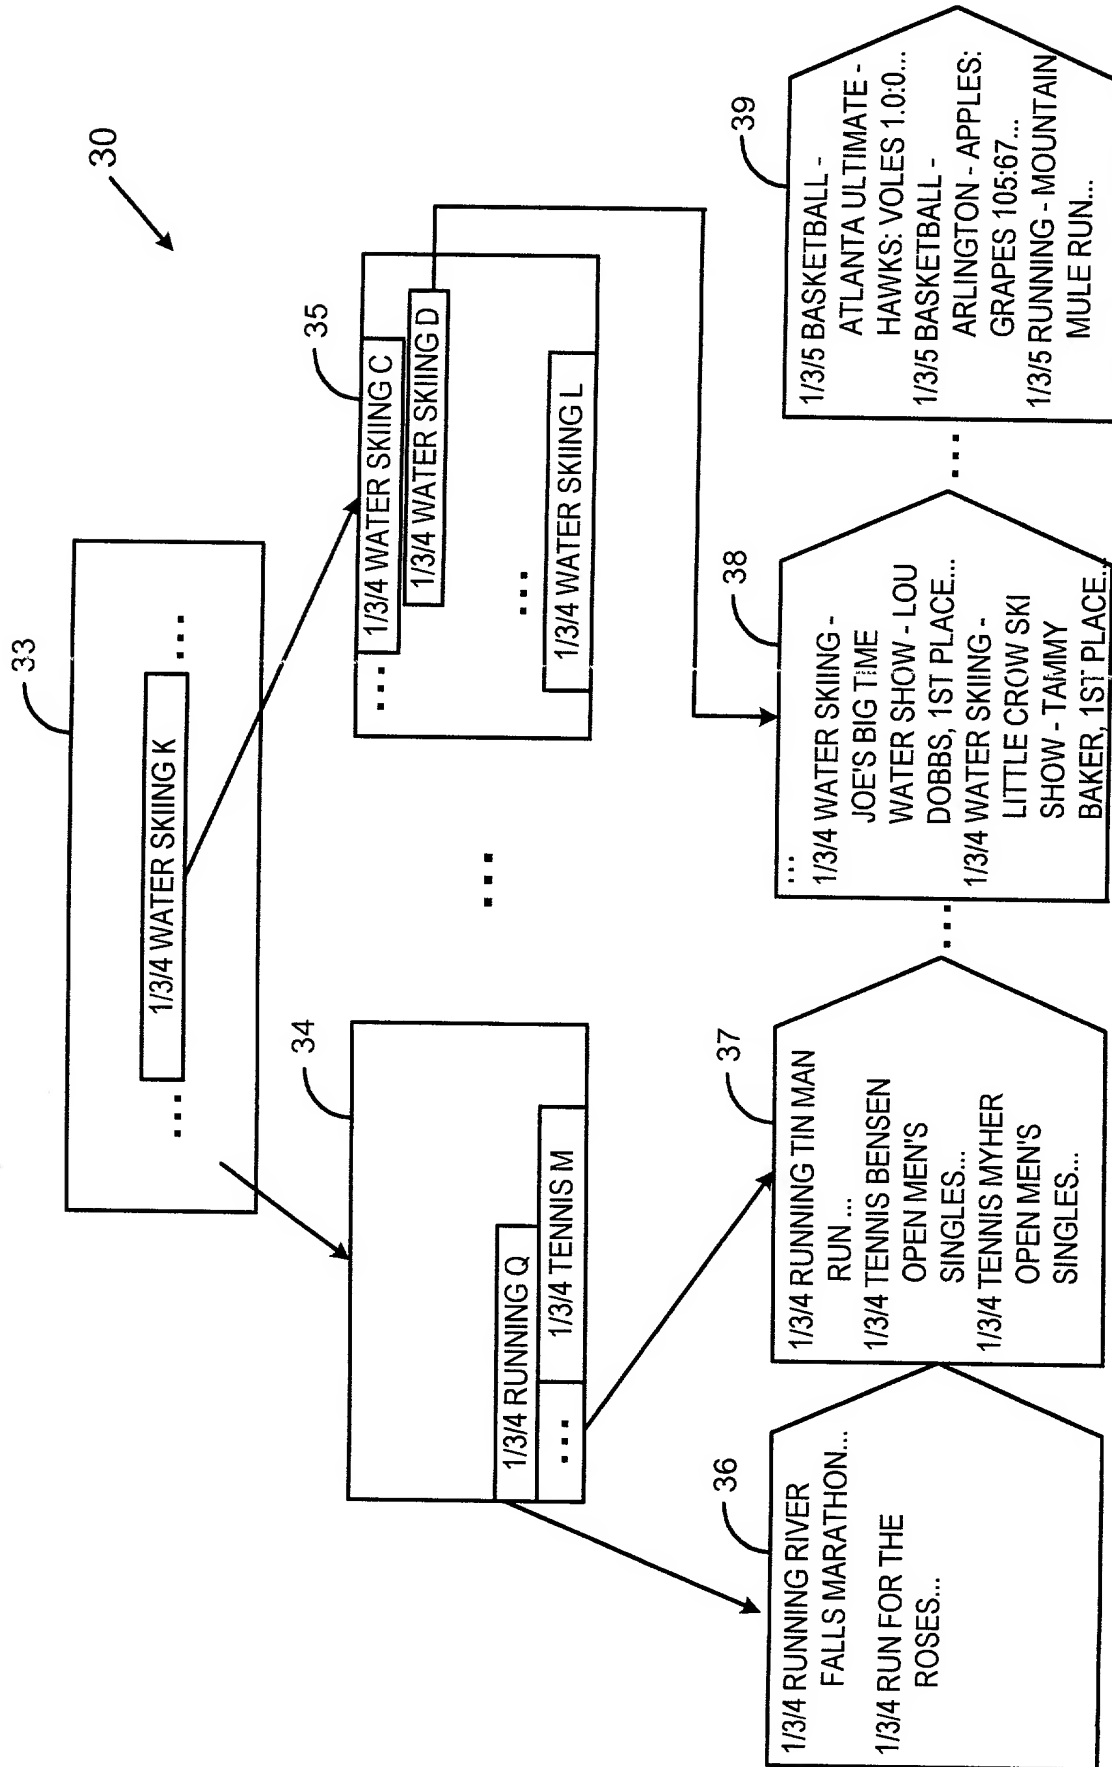 30
33
... 1/3/4 WATER SKIING K ...
34
1/3/4 RUNNING Q
... 1/3/4 TENNIS M
...
35
... 1/3/4 WATER SKIING C
1/3/4 WATER SKIING D
...
1/3/4 WATER SKIING L
36
1/3/4 RUNNING RIVER
FALLS MARATHON...
1/3/4 RUN FOR THE
ROSES...
37
1/3/4 RUNNING TIN MAN
RUN ...
1/3/4 TENNIS BENSEN
OPEN MEN'S
SINGLES...
1/3/4 TENNIS MYHER
OPEN MEN'S
SINGLES...
...
38
...
1/3/4 WATER SKIING -
JOE'S BIG TIME
WATER SHOW - LOU
DOBBS, 1ST PLACE...
1/3/4 WATER SKIING -
LITTLE CROW SKI
SHOW - TAMMY
BAKER, 1ST PLACE...
...
39
1/3/5 BASKETBALL -
ATLANTA ULTIMATE -
HAWKS: VOLES 1.0:0...
1/3/5 BASKETBALL -
ARLINGTON - APPLES:
GRAPES 105:67...
1/3/5 RUNNING - MOUNTAIN
MULE RUN...